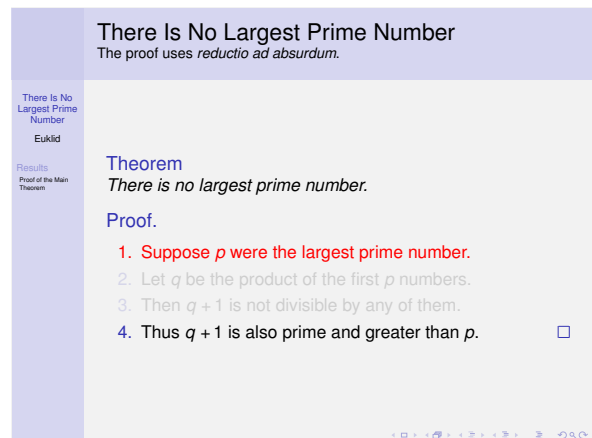 There Is No Largest Prime Number
The proof uses reductio ad absurdum.
There Is No
Largest Prime
Number
Euklid
Results
Proof of the Main
Theorem
Theorem
There is no largest prime number.
Proof.
1. Suppose p were the largest prime number.
2. Let q be the product of the first p numbers.
3. Then q + 1 is not divisible by any of them.
4. Thus q + 1 is also prime and greater than p.